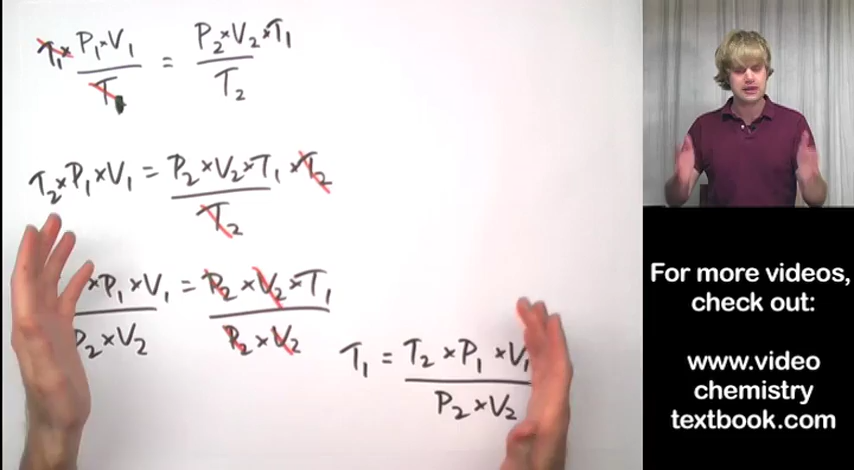 T₁×P₁×V₁ = P₂×V₂×T₁
T T₂
T₂×P₁×V₁ = P₂×V₂×T₁×T₂
T₂
×P₁×V₁ = P₂×V₂×T₁
P₂×V₂ P₂×V₂
T₁ = T₂×P₁×V₁
P₂×V₂
For more videos,
check out:
www.video
chemistry
textbook.com